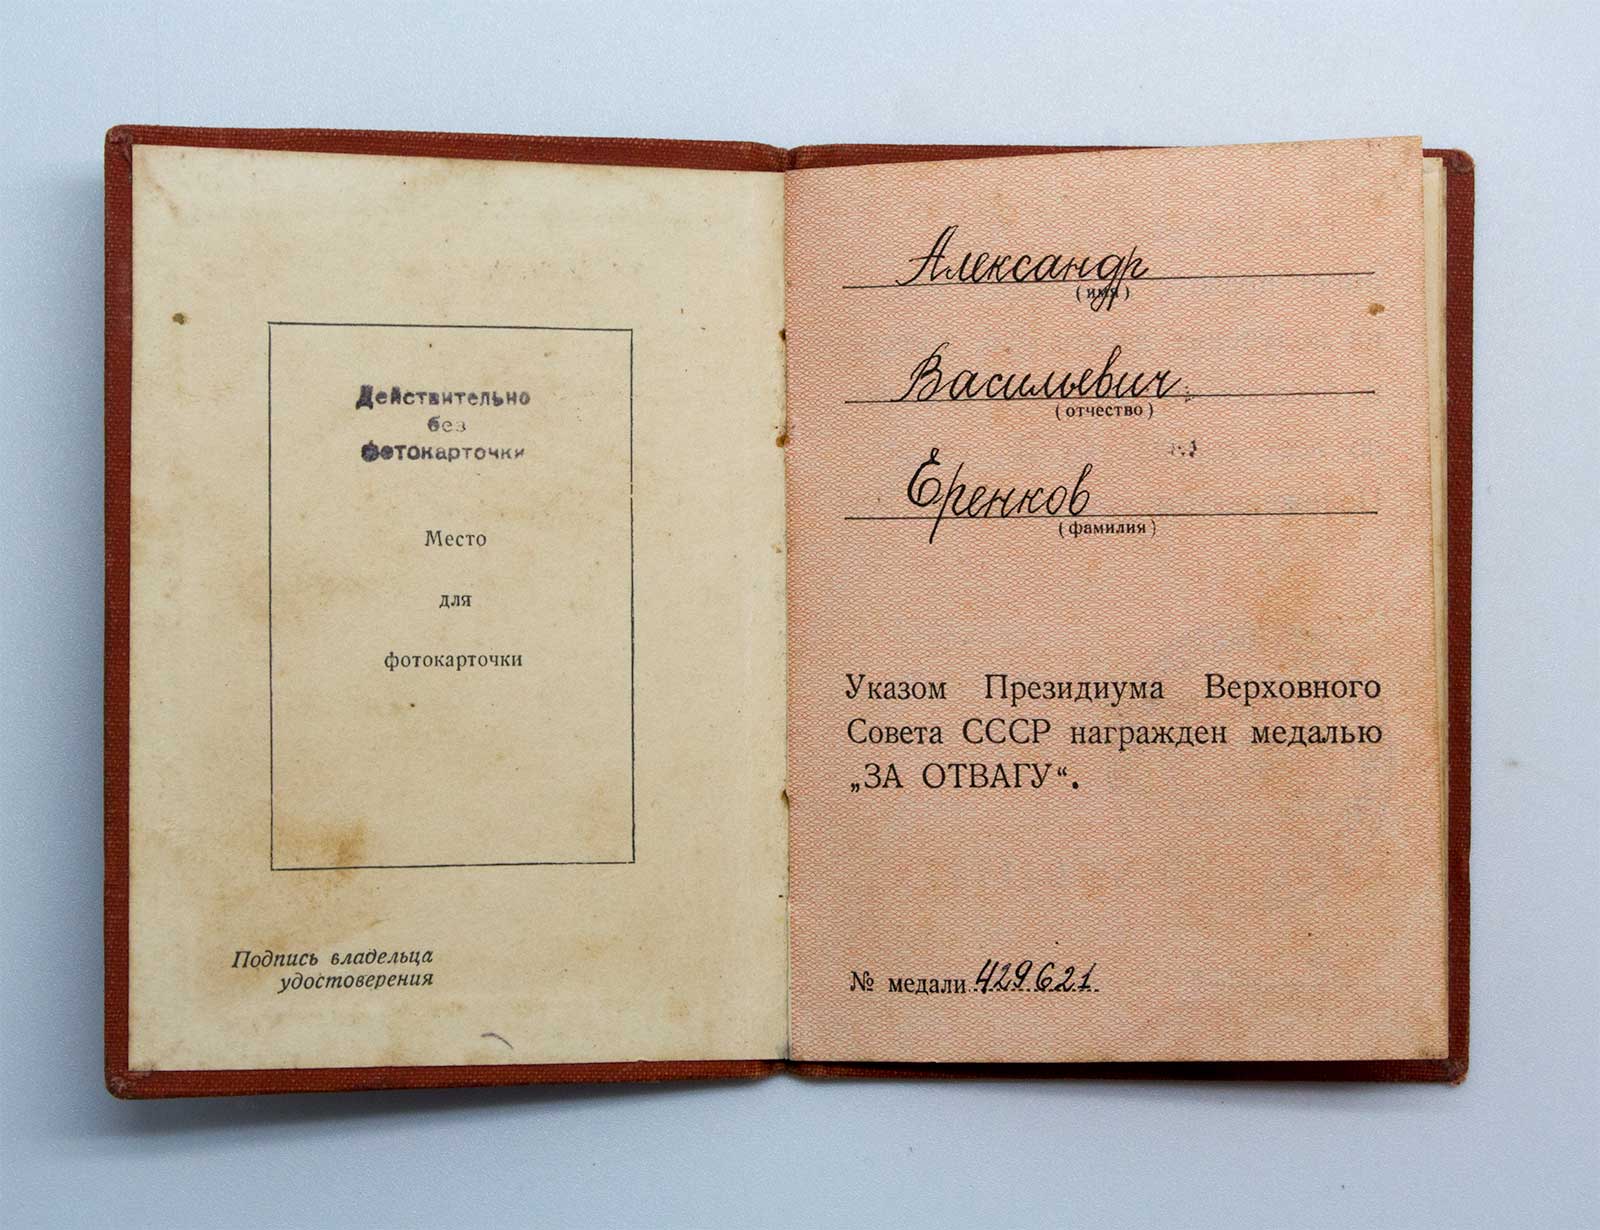 Действительно
без
фотокарточки
Место
для
фотокарточки
Подпись владельца
удостоверения
Александр
(имя)
Васильевич
(отчество)
Еренков
(фамилия)
Указом Президиума Верховного
Совета СССР награжден медалью
„ЗА ОТВАГУ“.
№ медали 429621